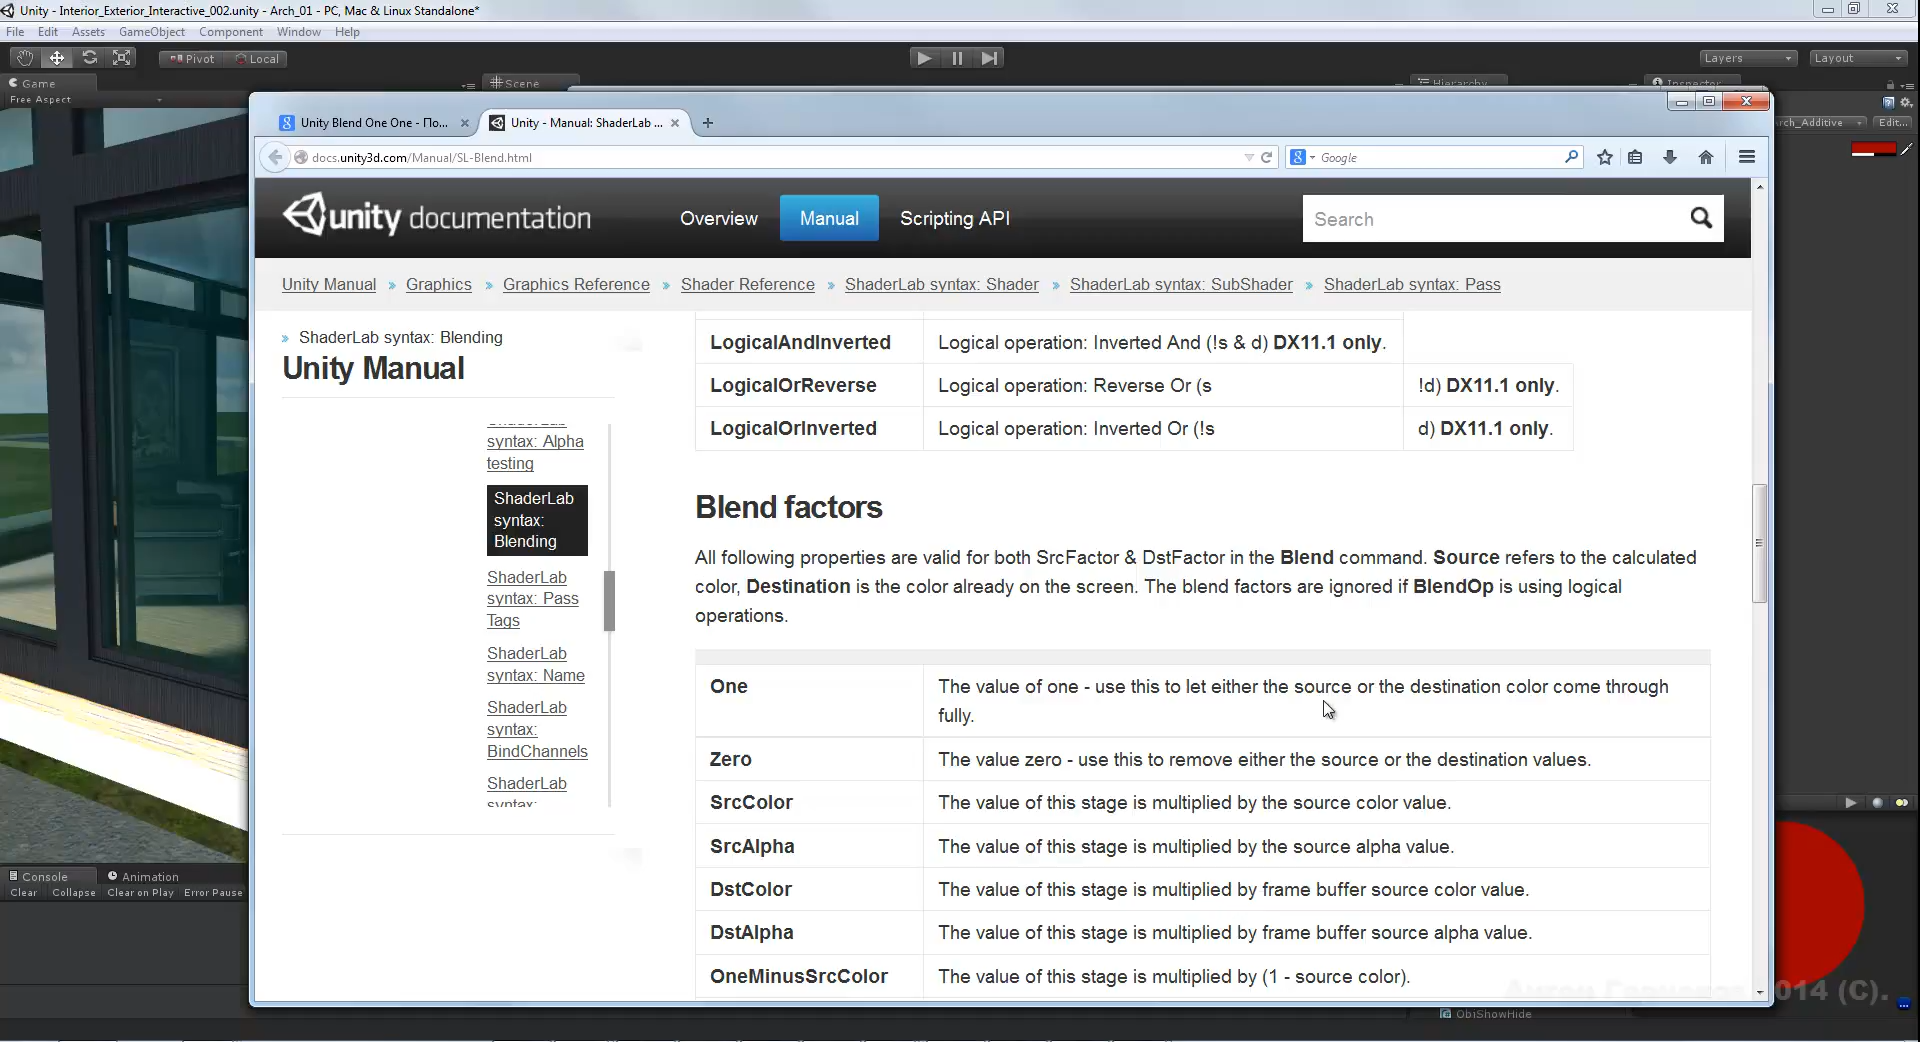 Unity - Interior_Exterior_Interactive_002.unity - Arch_01 - PC, Mac & Linux Standalone*
File Edit Assets GameObject Component Window Help
Pivot Local Layers Layout
Game Scene Hierarchy Inspector
Free Aspect
Unity Blend One One - По... Unity - Manual: ShaderLab ...
rch_Additive Edit...
docs.unity3d.com/Manual/SL-Blend.html Google
unity documentation Overview Manual Scripting API Search
Unity Manual » Graphics » Graphics Reference » Shader Reference » ShaderLab syntax: Shader » ShaderLab syntax: SubShader » ShaderLab syntax: Pass
» ShaderLab syntax: Blending
Unity Manual
ShaderLab
syntax: Alpha
testing
ShaderLab
syntax:
Blending
ShaderLab
syntax: Pass
Tags
ShaderLab
syntax: Name
ShaderLab
syntax:
BindChannels
ShaderLab
syntax:
LogicalAndInverted Logical operation: Inverted And (!s & d) DX11.1 only.
LogicalOrReverse Logical operation: Reverse Or (s !d) DX11.1 only.
LogicalOrInverted Logical operation: Inverted Or (!s d) DX11.1 only.
Blend factors
All following properties are valid for both SrcFactor & DstFactor in the Blend command. Source refers to the calculated
color, Destination is the color already on the screen. The blend factors are ignored if BlendOp is using logical
operations.
One The value of one - use this to let either the source or the destination color come through
fully.
Zero The value zero - use this to remove either the source or the destination values.
SrcColor The value of this stage is multiplied by the source color value.
SrcAlpha The value of this stage is multiplied by the source alpha value.
DstColor The value of this stage is multiplied by frame buffer source color value.
DstAlpha The value of this stage is multiplied by frame buffer source alpha value.
OneMinusSrcColor The value of this stage is multiplied by (1 - source color).
Console Animation
Clear Collapse Clear on Play Error Pause
2014 (C).
ObjShowHide